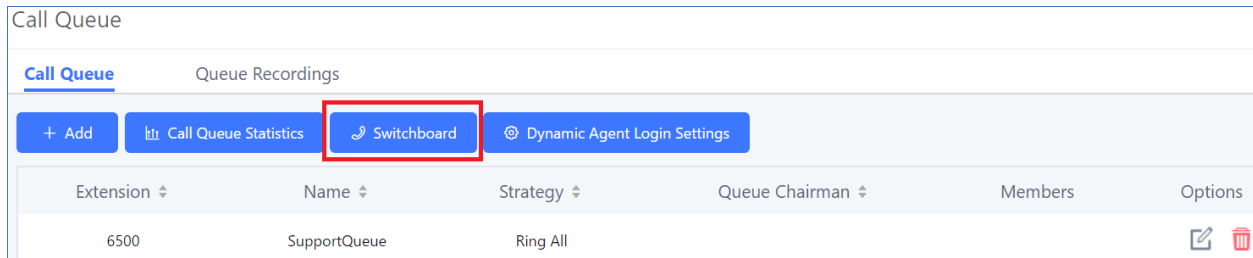 Call Queue
Call Queue Queue Recordings
+ Add Call Queue Statistics Switchboard Dynamic Agent Login Settings
Extension Name Strategy Queue Chairman Members Options
6500 SupportQueue Ring All